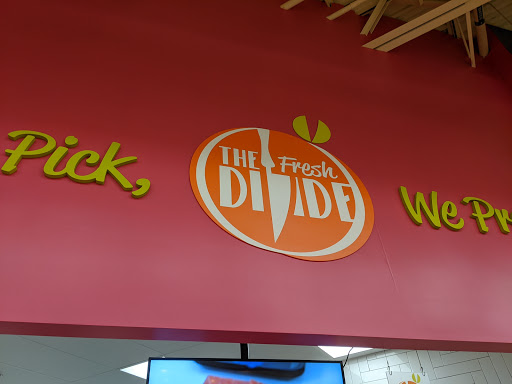 Pick,
THE Fresh
DIVIDE
We Pr